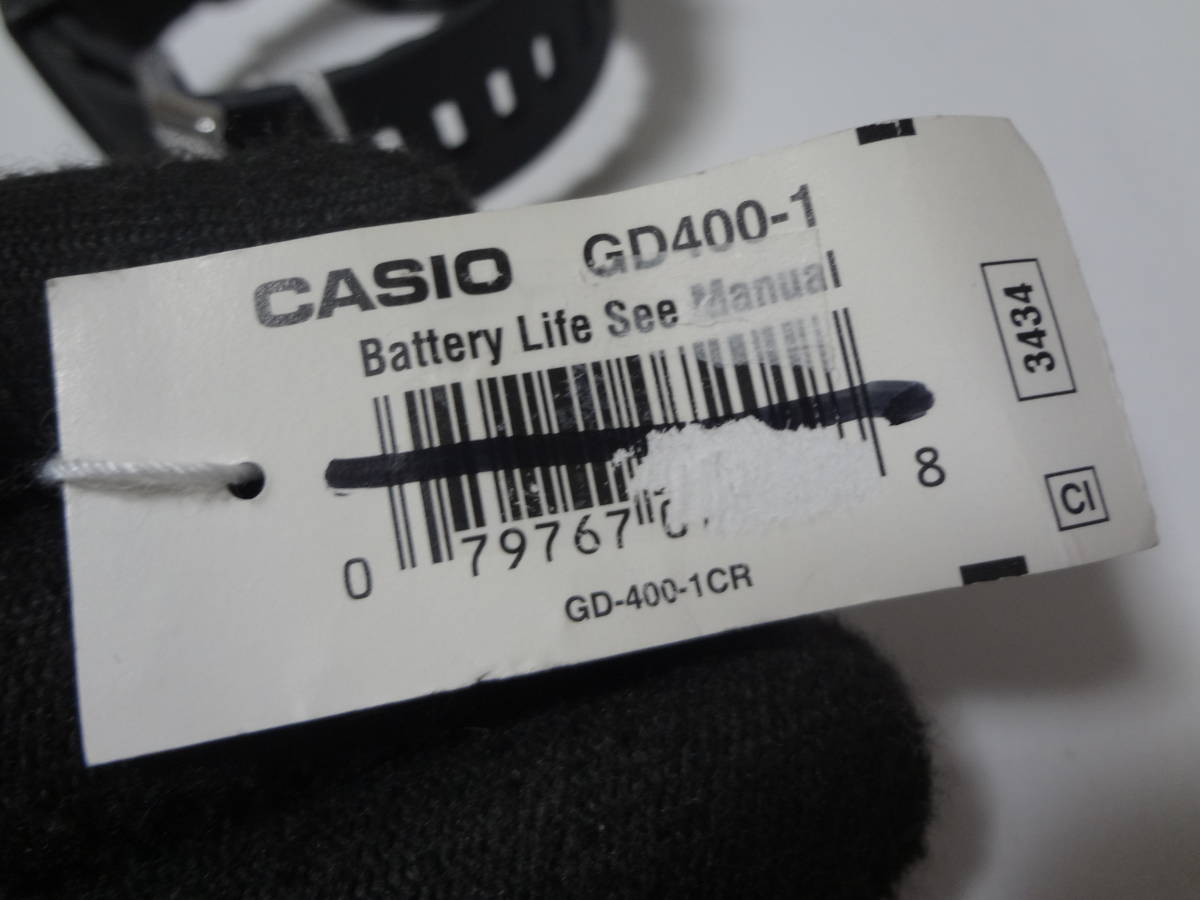 CASIO GD400-1
Battery Life See Manual
0 79767 8
GD-400-1CR
3434
CI